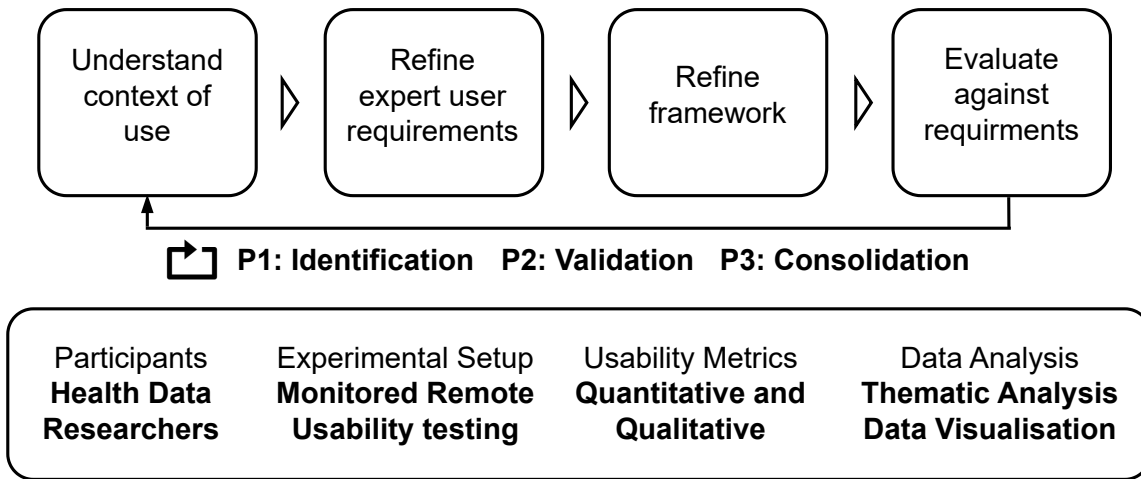 Understand
context of
use
Refine
expert user
requirements
Refine
framework
Evaluate
against
requirments
P1: Identification P2: Validation P3: Consolidation
Participants
Health Data
Researchers
Experimental Setup
Monitored Remote
Usability testing
Usability Metrics
Quantitative and
Qualitative
Data Analysis
Thematic Analysis
Data Visualisation